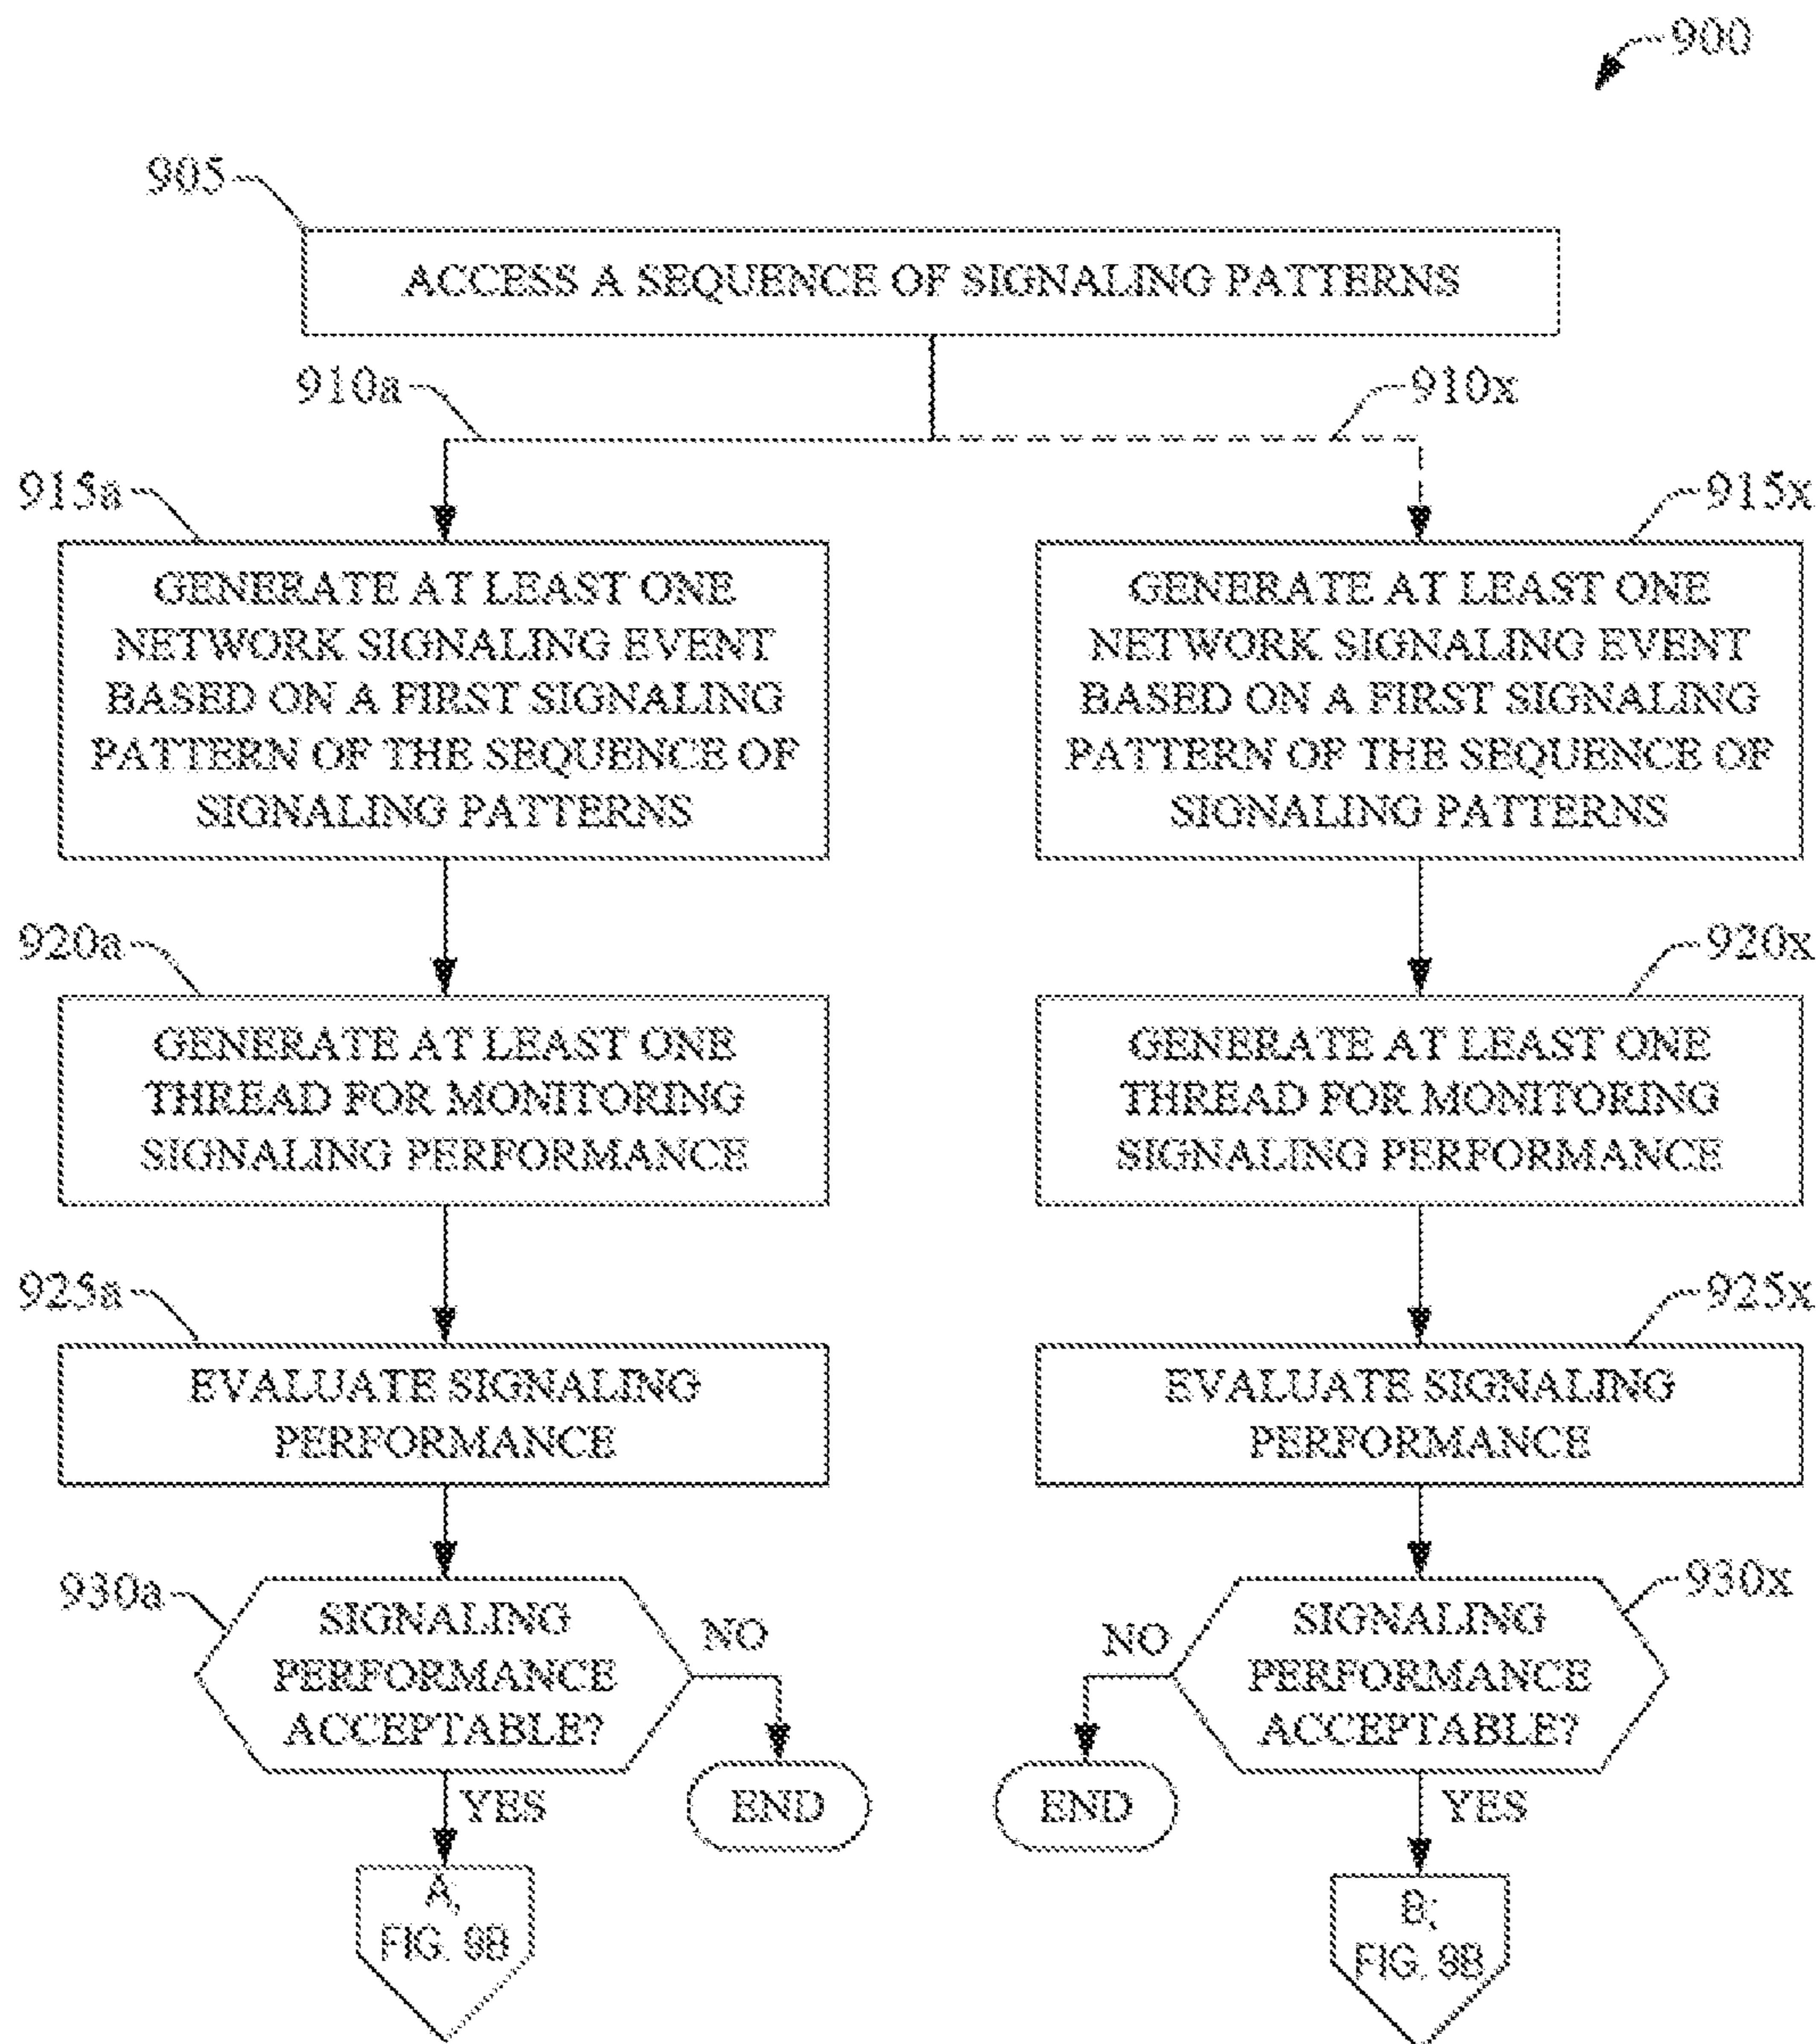 900
905
ACCESS A SEQUENCE OF SIGNALING PATTERNS
910a
910x
915a
GENERATE AT LEAST ONE
NETWORK SIGNALING EVENT
BASED ON A FIRST SIGNALING
PATTERN OF THE SEQUENCE OF
SIGNALING PATTERNS
915x
GENERATE AT LEAST ONE
NETWORK SIGNALING EVENT
BASED ON A FIRST SIGNALING
PATTERN OF THE SEQUENCE OF
SIGNALING PATTERNS
920a
GENERATE AT LEAST ONE
THREAD FOR MONITORING
SIGNALING PERFORMANCE
920x
GENERATE AT LEAST ONE
THREAD FOR MONITORING
SIGNALING PERFORMANCE
925a
EVALUATE SIGNALING
PERFORMANCE
925x
EVALUATE SIGNALING
PERFORMANCE
930a
SIGNALING
PERFORMANCE
ACCEPTABLE?
NO
END
YES
A;
FIG. 9B
930x
SIGNALING
PERFORMANCE
ACCEPTABLE?
NO
END
YES
B;
FIG. 9B